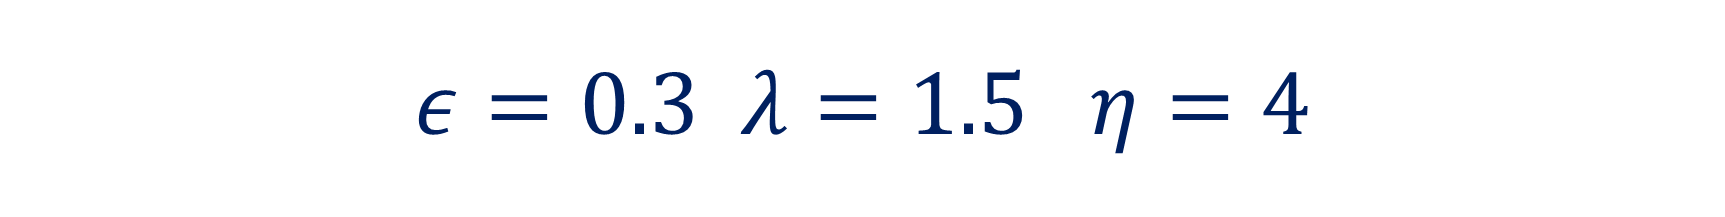 ϵ = 0.3 λ = 1.5 η = 4